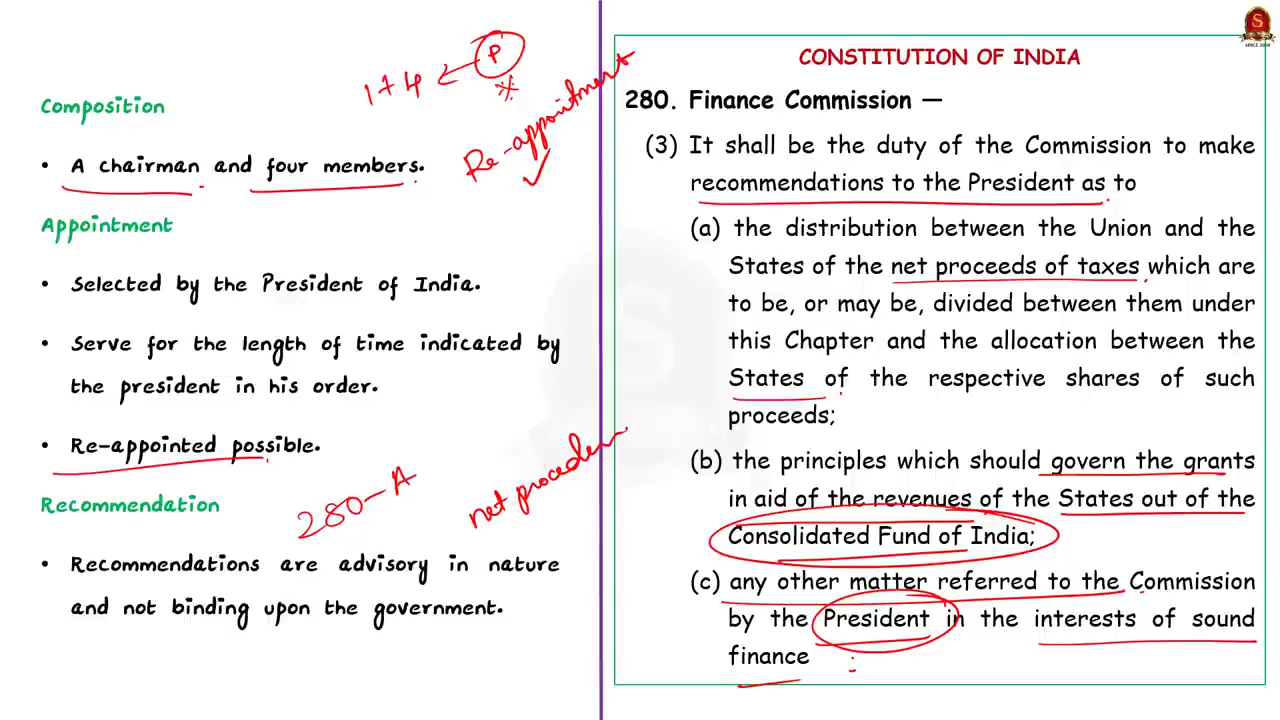 1+4
P
Re-appointment
Composition
• A chairman and four members.
Appointment
• Selected by the President of India.
• Serve for the length of time indicated by
the president in his order.
• Re-appointed possible.
280-A
net proceder
Recommendation
• Recommendations are advisory in nature
and not binding upon the government.
S
SINCE 2004
CONSTITUTION OF INDIA
280. Finance Commission —
(3) It shall be the duty of the Commission to make
recommendations to the President as to
(a) the distribution between the Union and the
States of the net proceeds of taxes which are
to be, or may be, divided between them under
this Chapter and the allocation between the
States of the respective shares of such
proceeds;
(b) the principles which should govern the grants
in aid of the revenues of the States out of the
Consolidated Fund of India;
(c) any other matter referred to the Commission
by the President in the interests of sound
finance